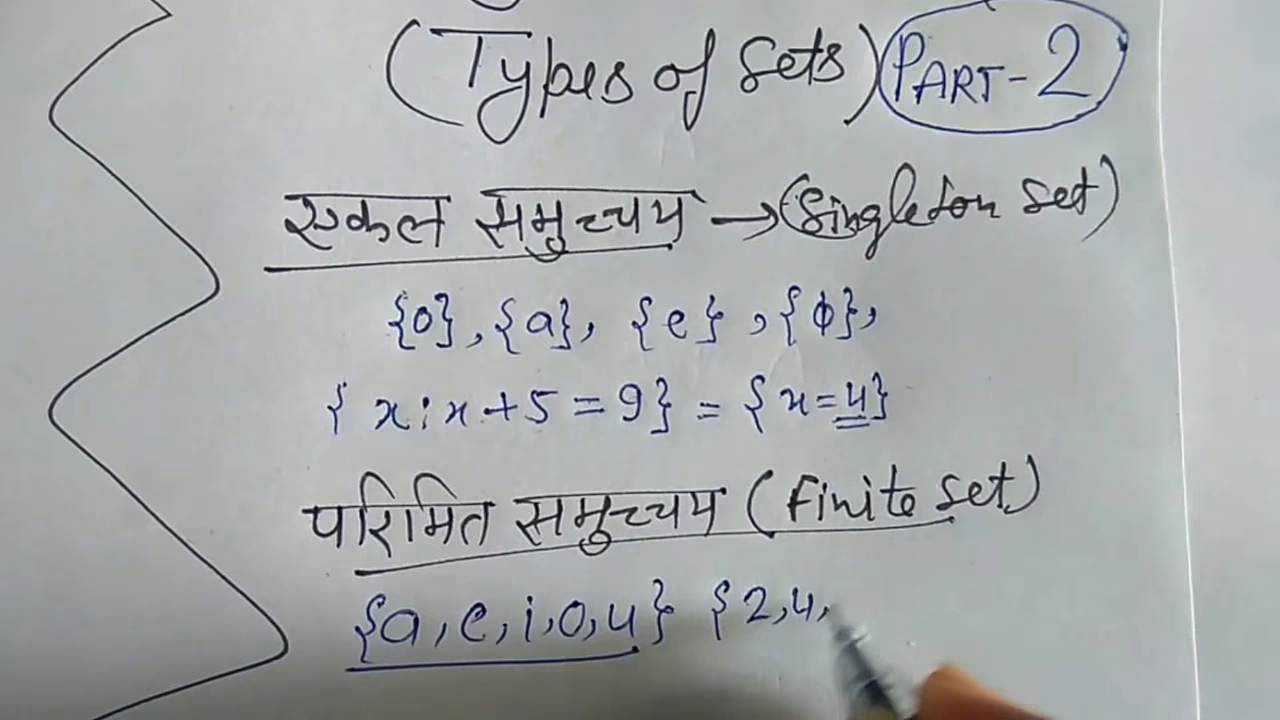 (Types of Sets) PART-2
एकल समुच्चय → (Singleton Set)
{0}, {a}, {e}, {ϕ},
{ x : x + 5 = 9 } = { x = 4 }
परिमित समुच्चय (Finite Set)
{a, e, i, o, u} { 2, 4,